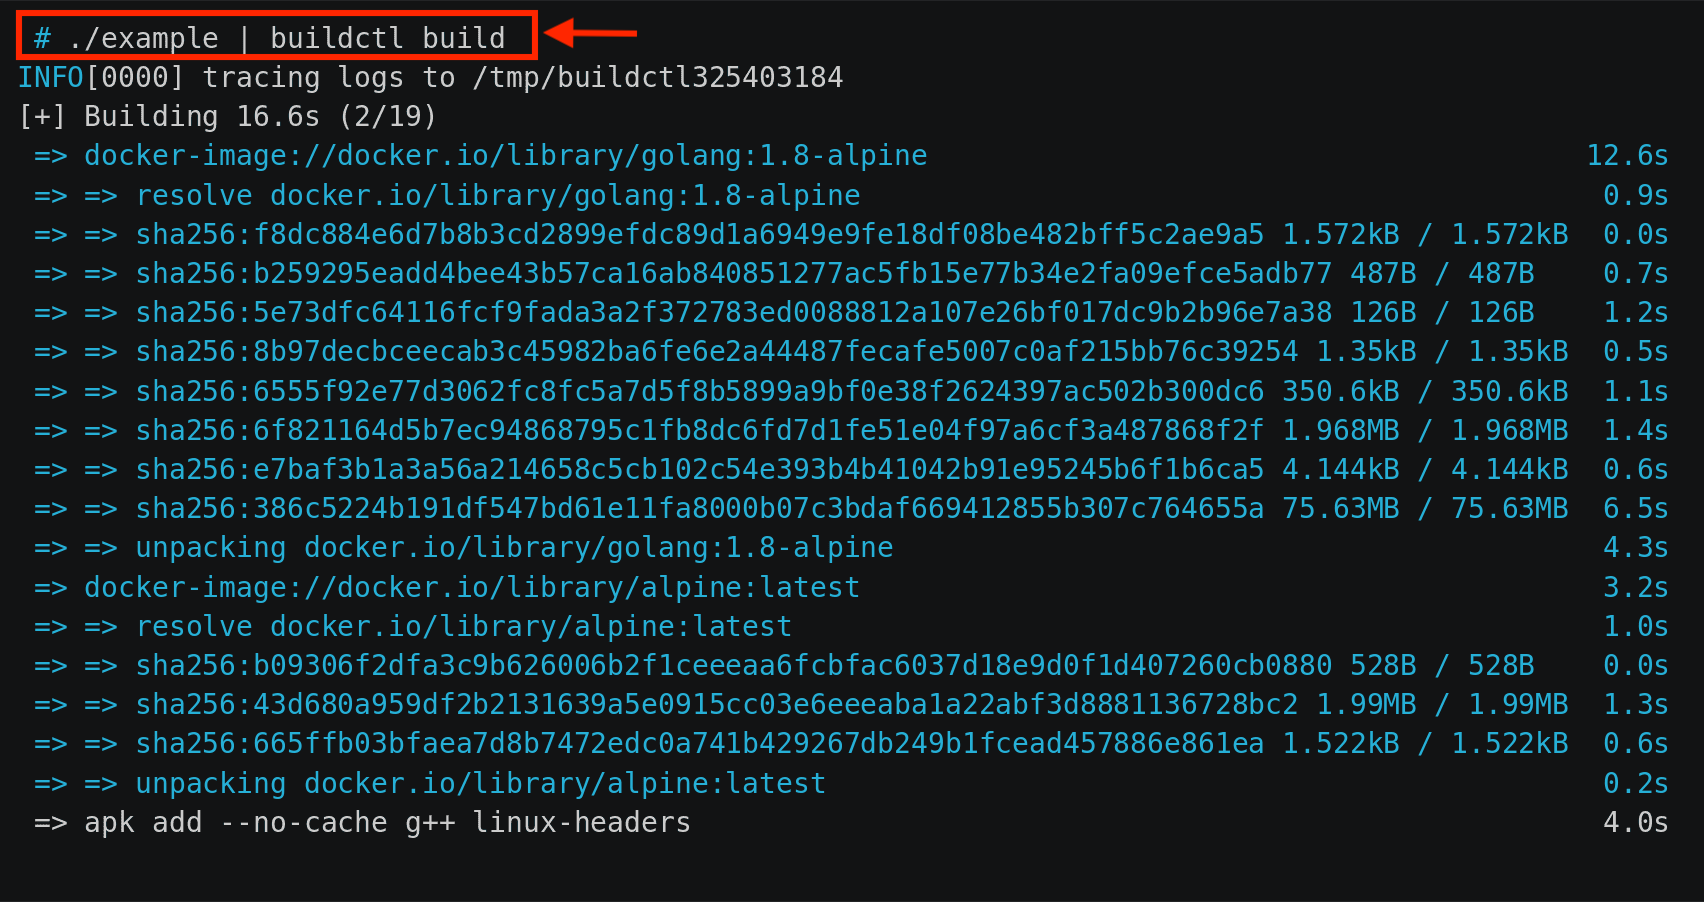 # ./example | buildctl build
INFO[0000] tracing logs to /tmp/buildctl325403184
[+] Building 16.6s (2/19)
=> docker-image://docker.io/library/golang:1.8-alpine 12.6s
=> => resolve docker.io/library/golang:1.8-alpine 0.9s
=> => sha256:f8dc884e6d7b8b3cd2899efdc89d1a6949e9fe18df08be482bff5c2ae9a5 1.572kB / 1.572kB 0.0s
=> => sha256:b259295eadd4bee43b57ca16ab840851277ac5fb15e77b34e2fa09efce5adb77 487B / 487B 0.7s
=> => sha256:5e73dfc64116fcf9fada3a2f372783ed0088812a107e26bf017dc9b2b96e7a38 126B / 126B 1.2s
=> => sha256:8b97decbceecab3c45982ba6fe6e2a44487fecafe5007c0af215bb76c39254 1.35kB / 1.35kB 0.5s
=> => sha256:6555f92e77d3062fc8fc5a7d5f8b5899a9bf0e38f2624397ac502b300dc6 350.6kB / 350.6kB 1.1s
=> => sha256:6f821164d5b7ec94868795c1fb8dc6fd7d1fe51e04f97a6cf3a487868f2f 1.968MB / 1.968MB 1.4s
=> => sha256:e7baf3b1a3a56a214658c5cb102c54e393b4b41042b91e95245b6f1b6ca5 4.144kB / 4.144kB 0.6s
=> => sha256:386c5224b191df547bd61e11fa8000b07c3bdaf669412855b307c764655a 75.63MB / 75.63MB 6.5s
=> => unpacking docker.io/library/golang:1.8-alpine 4.3s
=> docker-image://docker.io/library/alpine:latest 3.2s
=> => resolve docker.io/library/alpine:latest 1.0s
=> => sha256:b09306f2dfa3c9b626006b2f1ceeeaa6fcbfac6037d18e9d0f1d407260cb0880 528B / 528B 0.0s
=> => sha256:43d680a959df2b2131639a5e0915cc03e6eeeaba1a22abf3d8881136728bc2 1.99MB / 1.99MB 1.3s
=> => sha256:665ffb03bfaea7d8b7472edc0a741b429267db249b1fcead457886e861ea 1.522kB / 1.522kB 0.6s
=> => unpacking docker.io/library/alpine:latest 0.2s
=> apk add --no-cache g++ linux-headers 4.0s